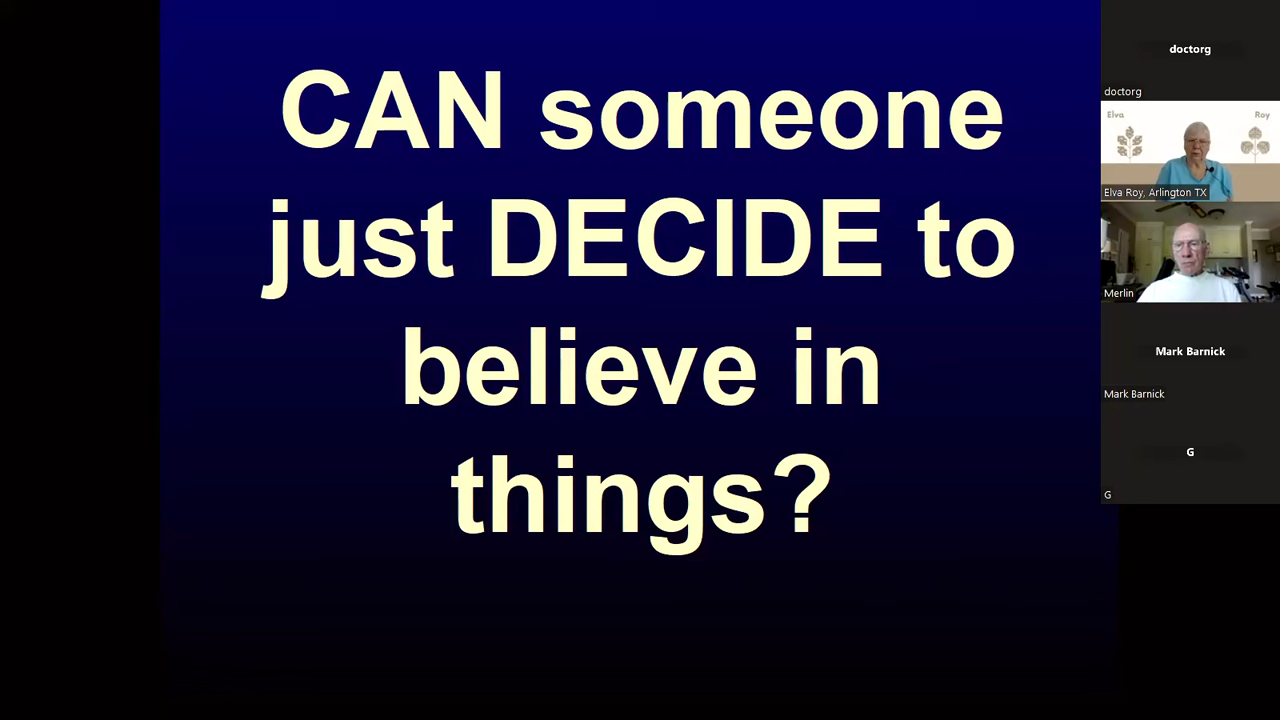 CAN someone
just DECIDE to
believe in
things?
doctorg
doctorg
Elva
Roy
Elva Roy, Arlington TX
Merlin
Mark Barnick
Mark Barnick
G
G